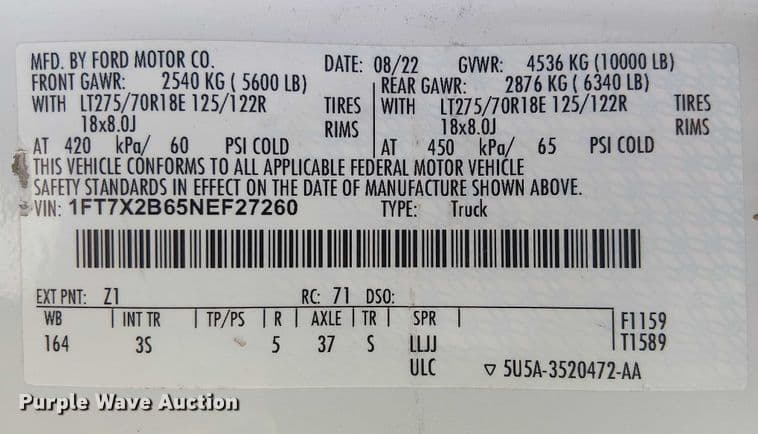 MFD. BY FORD MOTOR CO. DATE: 08/22 GVWR: 4536 KG (10000 LB)
FRONT GAWR: 2540 KG ( 5600 LB) REAR GAWR: 2876 KG ( 6340 LB)
WITH LT275/70R18E 125/122R TIRES WITH LT275/70R18E 125/122R TIRES
18x8.0J RIMS 18x8.0J RIMS
AT 420 kPa/ 60 PSI COLD AT 450 kPa/ 65 PSI COLD
THIS VEHICLE CONFORMS TO ALL APPLICABLE FEDERAL MOTOR VEHICLE
SAFETY STANDARDS IN EFFECT ON THE DATE OF MANUFACTURE SHOWN ABOVE.
VIN: 1FT7X2B65NEF27260 TYPE: Truck
EXT PNT: Z1 RC: 71 DSO:
WB INT TR TP/PS R AXLE TR SPR F1159
164 3S 5 37 S LLJJ T1589
ULC ▽ 5U5A-3520472-AA
Purple Wave Auction